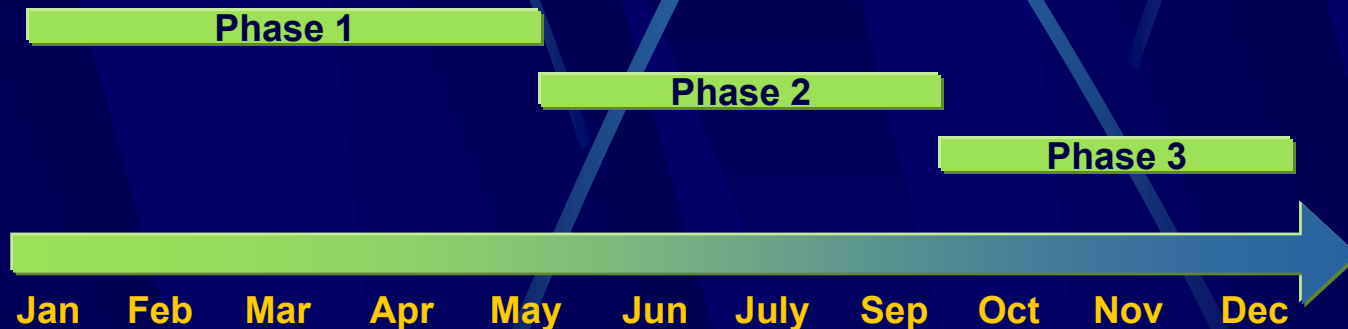 Phase 1
Phase 2
Phase 3
Jan Feb Mar Apr May Jun July Sep Oct Nov Dec